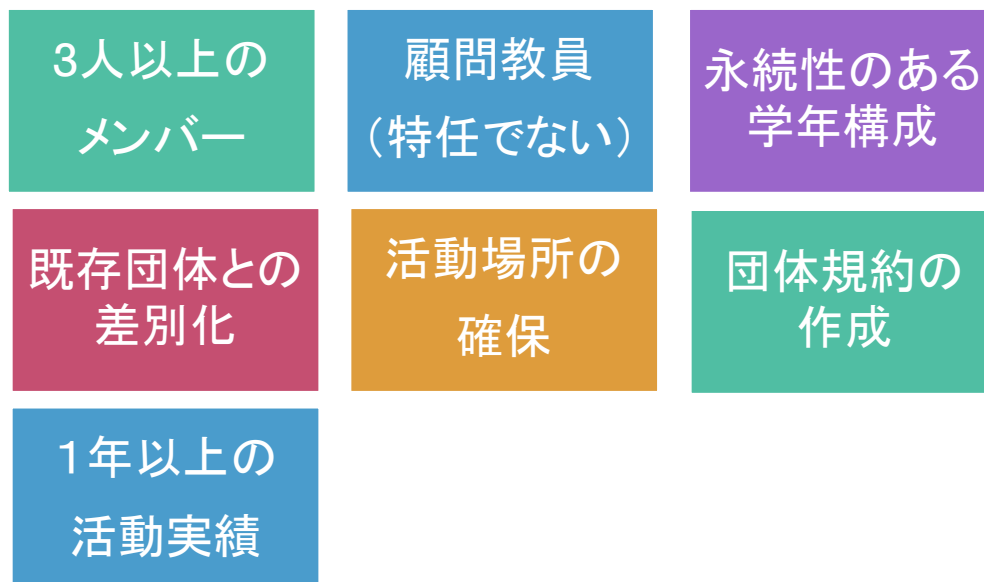 3人以上の
メンバー
顧問教員
（特任でない）
永続性のある
学年構成
既存団体との
差別化
活動場所の
確保
団体規約の
作成
１年以上の
活動実績